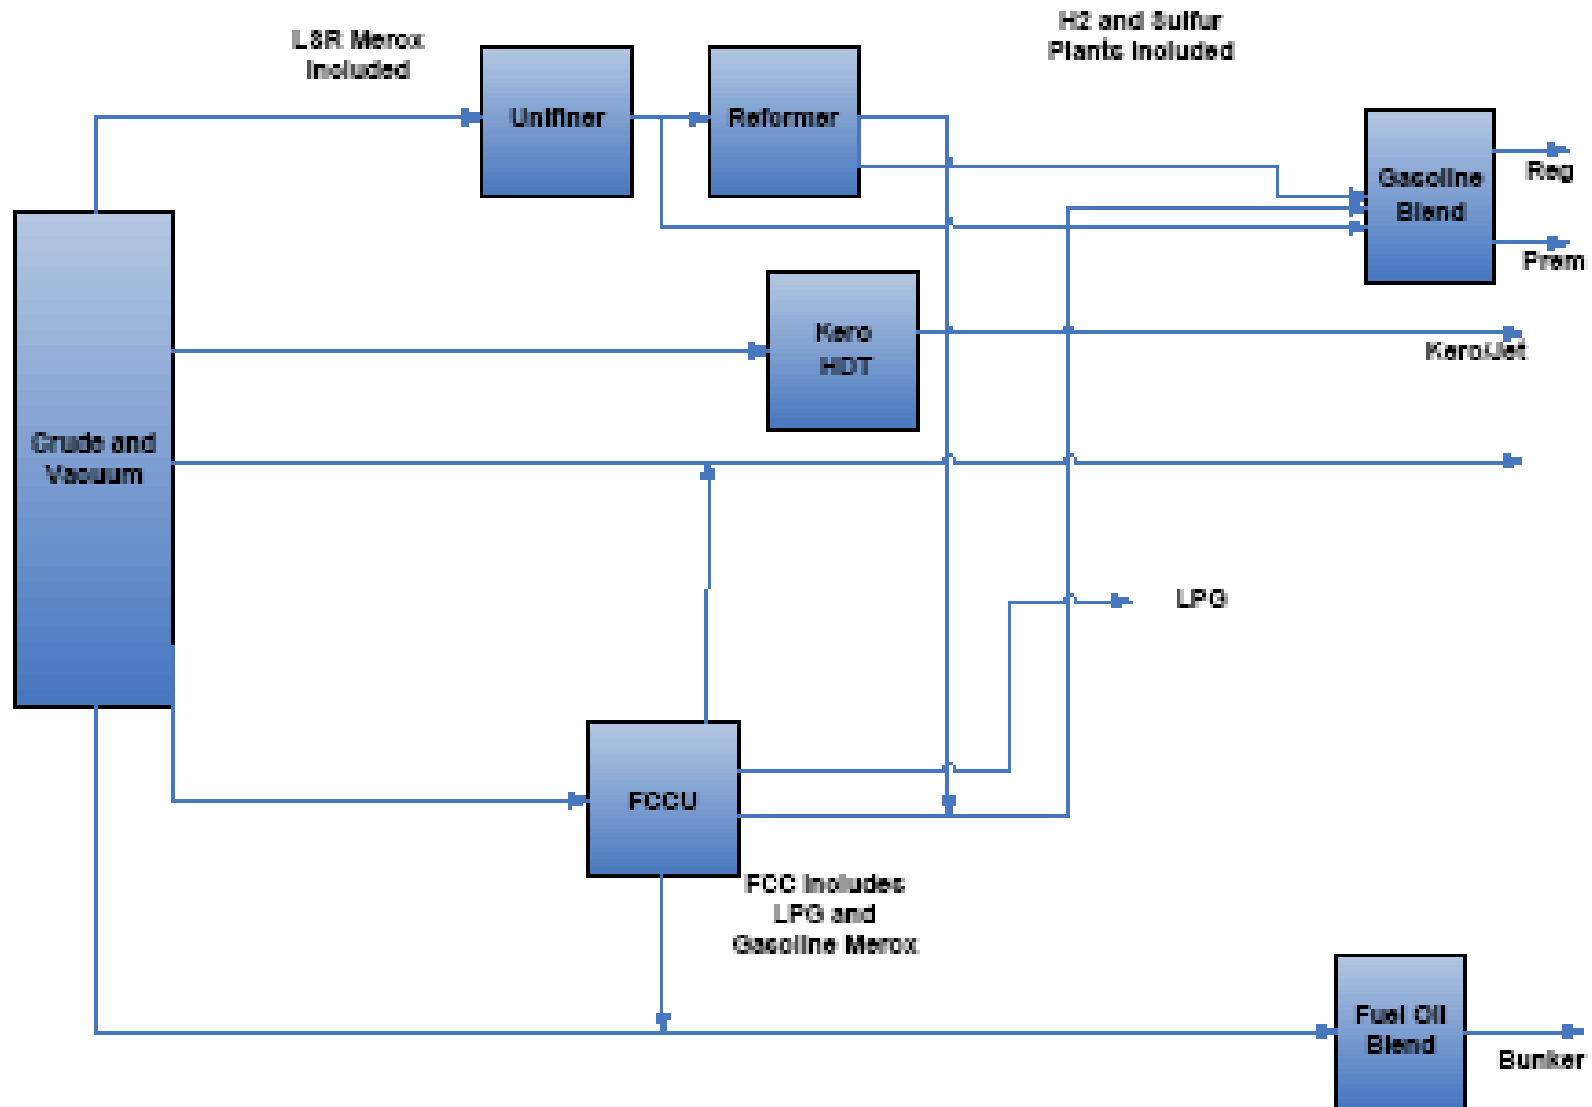 LSR Merox
Included
H2 and Sulfur
Plants Included
Unifiner
Reformer
Gasoline
Blend
Reg
Prem
Kero
HDT
Kero/Jet
Crude and
Vacuum
LPG
FCCU
FCC Includes
LPG and
Gasoline Merox
Fuel Oil
Blend
Bunker